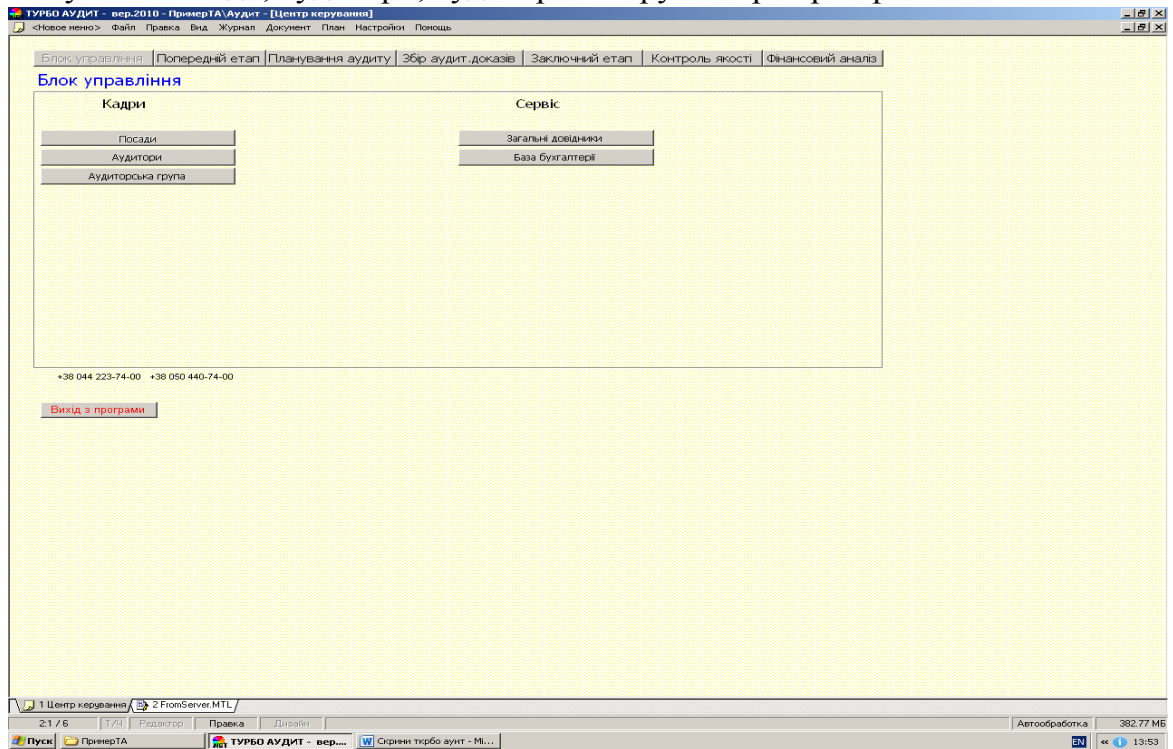 ТУРБО АУДИТ - вер.2010 - ПримерТА\Аудит - [Центр керування]
<Новое меню> Файл Правка Вид Журнал Документ План Настройки Помощь
Блок управління Попередній етап Планування аудиту Збір аудит.доказів Заключний етап Контроль якості Фінансовий аналіз
Блок управління
Кадри Сервіс
Посади Загальні довідники
Аудитори База бухгалтерії
Аудиторська група
+38 044 223-74-00 +38 050 440-74-00
Вихід з програми
1 Центр керування 2 FromServer.MTL
2:1 / 6 Т/Ч Редактор Правка Дизайн Автообработка 382.77 МБ
Пуск ПримерТА ТУРБО АУДИТ - вер.... Скрини ткрбо ауит - Mi... EN « 13:53